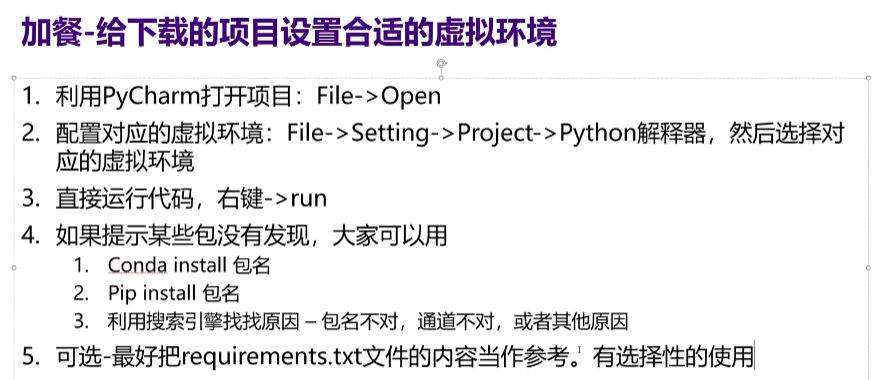 加餐-给下载的项目设置合适的虚拟环境
1. 利用PyCharm打开项目：File->Open
2. 配置对应的虚拟环境：File->Setting->Project->Python解释器，然后选择对
应的虚拟环境
3. 直接运行代码，右键->run
4. 如果提示某些包没有发现，大家可以用
1. Conda install 包名
2. Pip install 包名
3. 利用搜索引擎找找原因 – 包名不对，通道不对，或者其他原因
5. 可选-最好把requirements.txt文件的内容当作参考。有选择性的使用